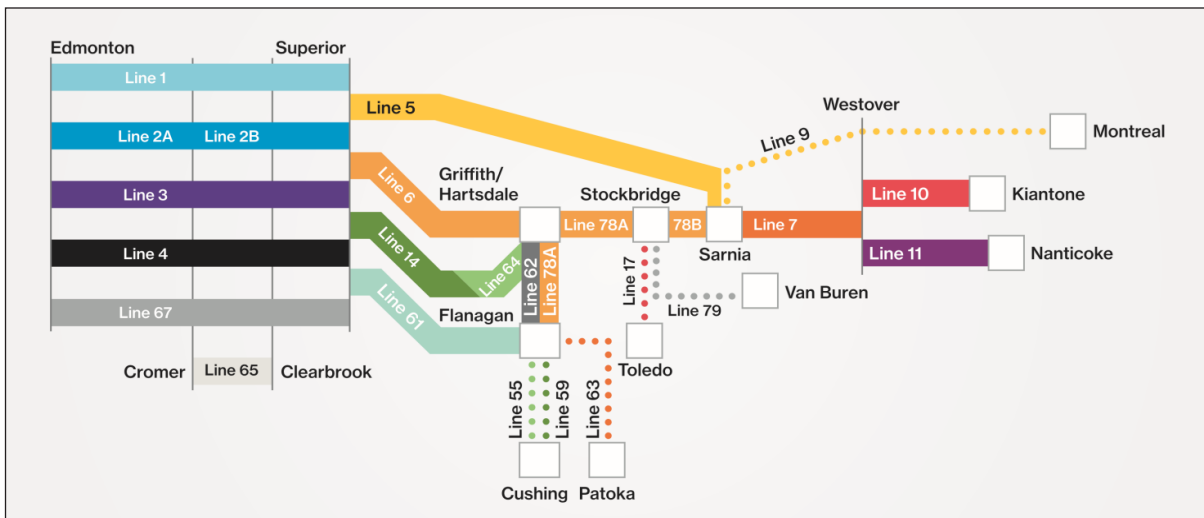 Edmonton
Superior
Line 1
Line 5
Westover
Line 2A
Line 2B
Line 9
Montreal
Griffith/
Hartsdale
Stockbridge
Line 3
Line 6
Line 10
Kiantone
Line 78A
78B
Line 7
Line 4
Line 14
Line 64
Line 62
Line 78A
Sarnia
Line 11
Nanticoke
Line 17
Van Buren
Line 67
Line 61
Flanagan
Line 79
Cromer
Line 65
Clearbrook
Toledo
Line 55
Line 59
Line 63
Cushing
Patoka